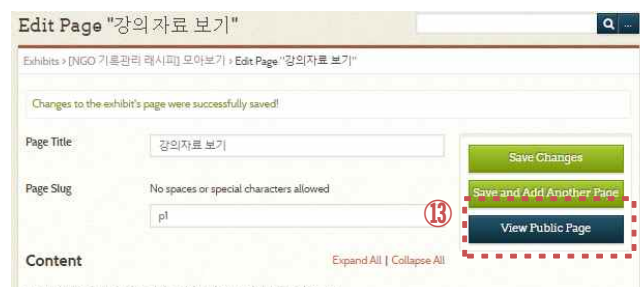 Edit Page "강의자료 보기"
...
Exhibits › [NGO 기록관리 래시피] 모아보기 › Edit Page "강의자료 보기"
Changes to the exhibit's page were successfully saved!
Page Title
강의자료 보기
Save Changes
Page Slug
No spaces or special characters allowed
Save and Add Another Page
p1
⑬
View Public Page
Content
Expand All | Collapse All